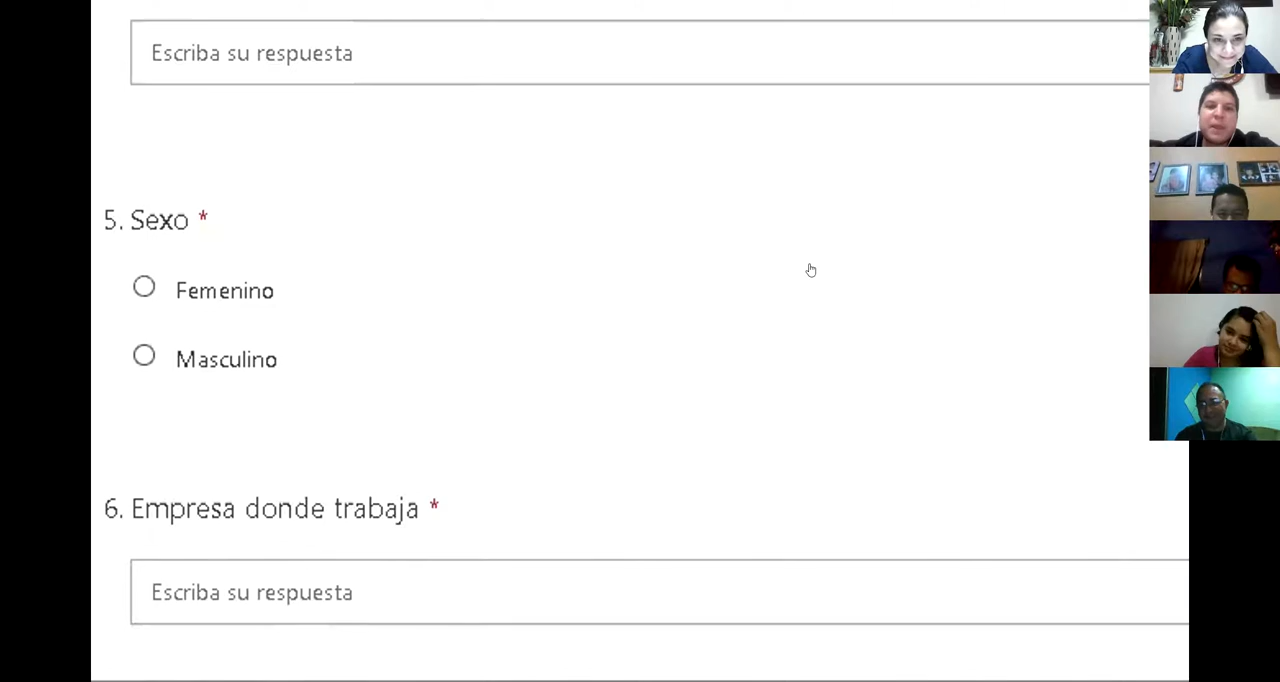 Escriba su respuesta
5. Sexo *
Femenino
Masculino
6. Empresa donde trabaja *
Escriba su respuesta